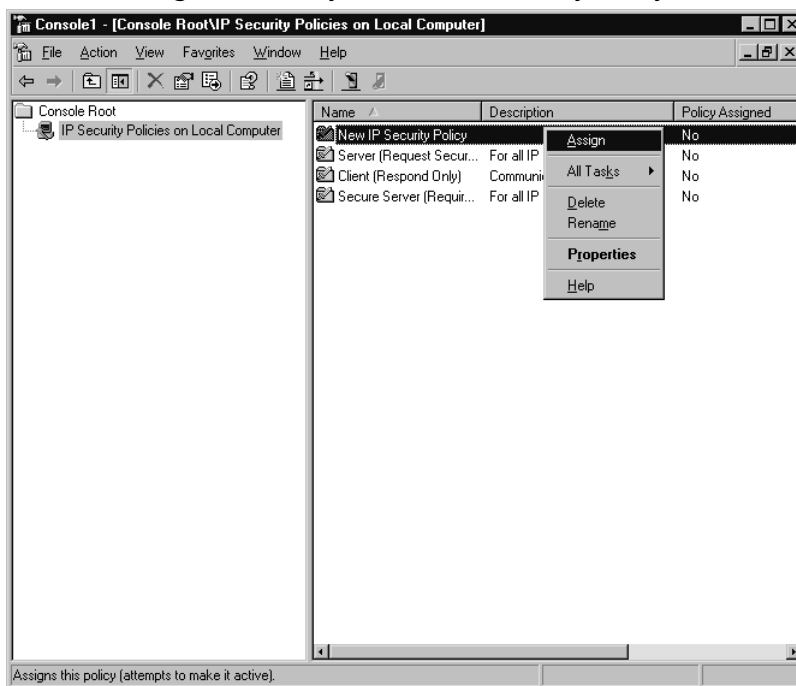 Console1 - [Console Root\IP Security Policies on Local Computer]
File Action View Favorites Window Help
Console Root
IP Security Policies on Local Computer
Name Description Policy Assigned
New IP Security Policy No
Server (Request Secur... For all IP No
Client (Respond Only) Communi No
Secure Server (Requir... For all IP No
Assign
All Tasks
Delete
Rename
Properties
Help
Assigns this policy (attempts to make it active).